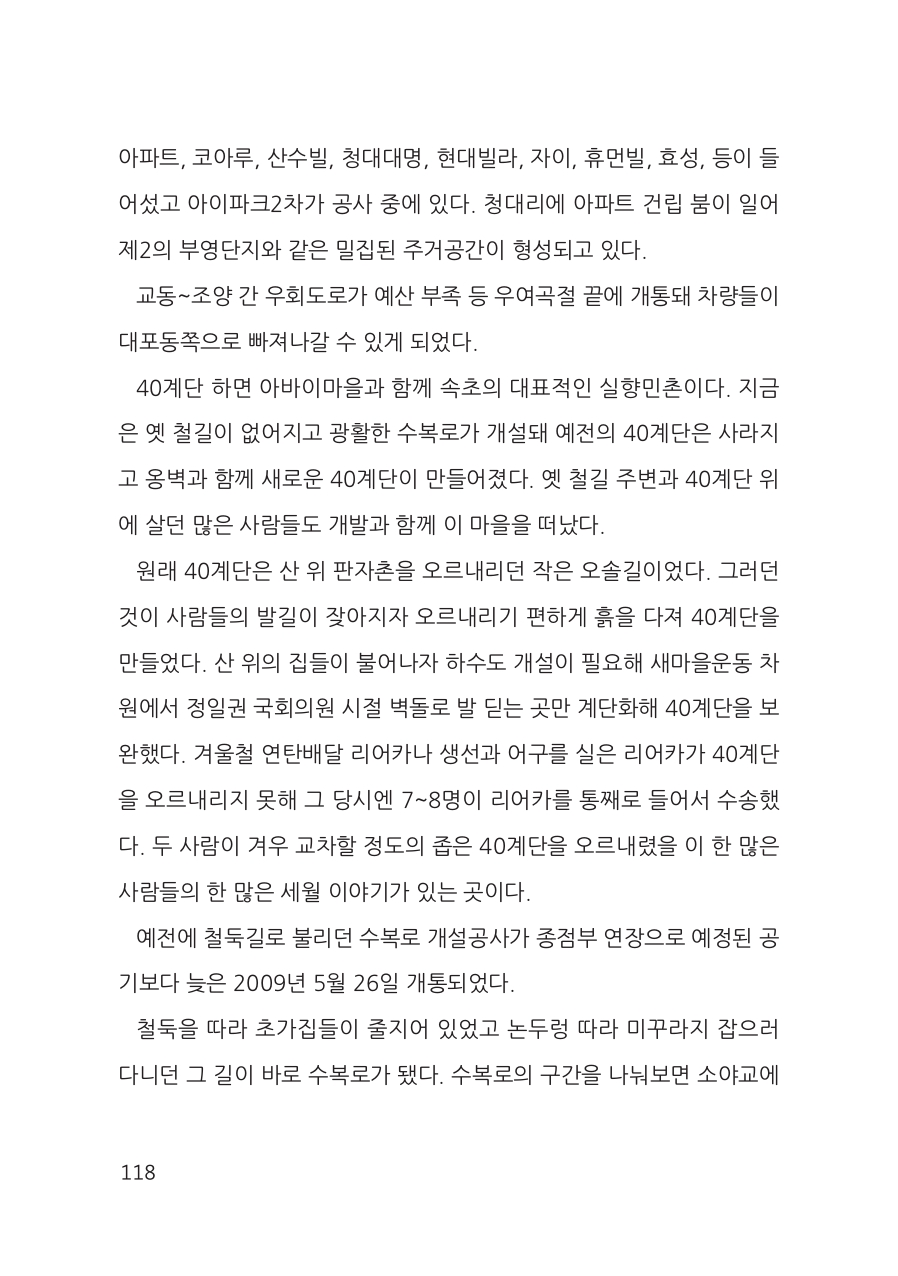 아파트, 코아루, 산수빌, 청대대명, 현대빌라, 자이, 휴먼빌, 효성, 등이 들
어섰고 아이파크2차가 공사 중에 있다. 청대리에 아파트 건립 붐이 일어
제2의 부영단지와 같은 밀집된 주거공간이 형성되고 있다.
교동~조양 간 우회도로가 예산 부족 등 우여곡절 끝에 개통돼 차량들이
대포동쪽으로 빠져나갈 수 있게 되었다.
40계단 하면 아바이마을과 함께 속초의 대표적인 실향민촌이다. 지금
은 옛 철길이 없어지고 광활한 수복로가 개설돼 예전의 40계단은 사라지
고 옹벽과 함께 새로운 40계단이 만들어졌다. 옛 철길 주변과 40계단 위
에 살던 많은 사람들도 개발과 함께 이 마을을 떠났다.
원래 40계단은 산 위 판자촌을 오르내리던 작은 오솔길이었다. 그러던
것이 사람들의 발길이 잦아지자 오르내리기 편하게 흙을 다져 40계단을
만들었다. 산 위의 집들이 불어나자 하수도 개설이 필요해 새마을운동 차
원에서 정일권 국회의원 시절 벽돌로 발 딛는 곳만 계단화해 40계단을 보
완했다. 겨울철 연탄배달 리어카나 생선과 어구를 실은 리어카가 40계단
을 오르내리지 못해 그 당시엔 7~8명이 리어카를 통째로 들어서 수송했
다. 두 사람이 겨우 교차할 정도의 좁은 40계단을 오르내렸을 이 한 많은
사람들의 한 많은 세월 이야기가 있는 곳이다.
예전에 철둑길로 불리던 수복로 개설공사가 종점부 연장으로 예정된 공
기보다 늦은 2009년 5월 26일 개통되었다.
철둑을 따라 초가집들이 줄지어 있었고 논두렁 따라 미꾸라지 잡으러
다니던 그 길이 바로 수복로가 됐다. 수복로의 구간을 나눠보면 소야교에
118